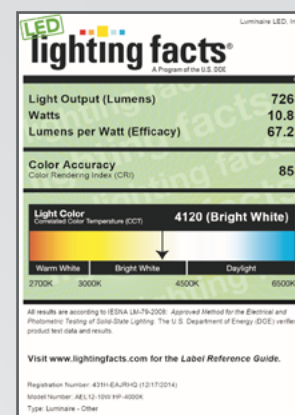 Luminaire LED, In
LED
lighting facts®
A Program of the U.S. DOE
Light Output (Lumens) 726
Watts 10.8
Lumens per Watt (Efficacy) 67.2
Color Accuracy 85
Color Rendering Index (CRI)
Light Color 4120 (Bright White)
Correlated Color Temperature (CCT)
Warm White Bright White Daylight
2700K 3000K 4500K 6500K
All results are according to IESNA LM-79-2008: Approved Method for the Electrical and
Photometric Testing of Solid-State Lighting. The U.S. Department of Energy (DOE) verifies
product test data and results.
Visit www.lightingfacts.com for the Label Reference Guide.
Registration Number: 431H-EAJRHQ (12/17/2014)
Model Number: AEL12-10W HP-4000K
Type: Luminaire - Other